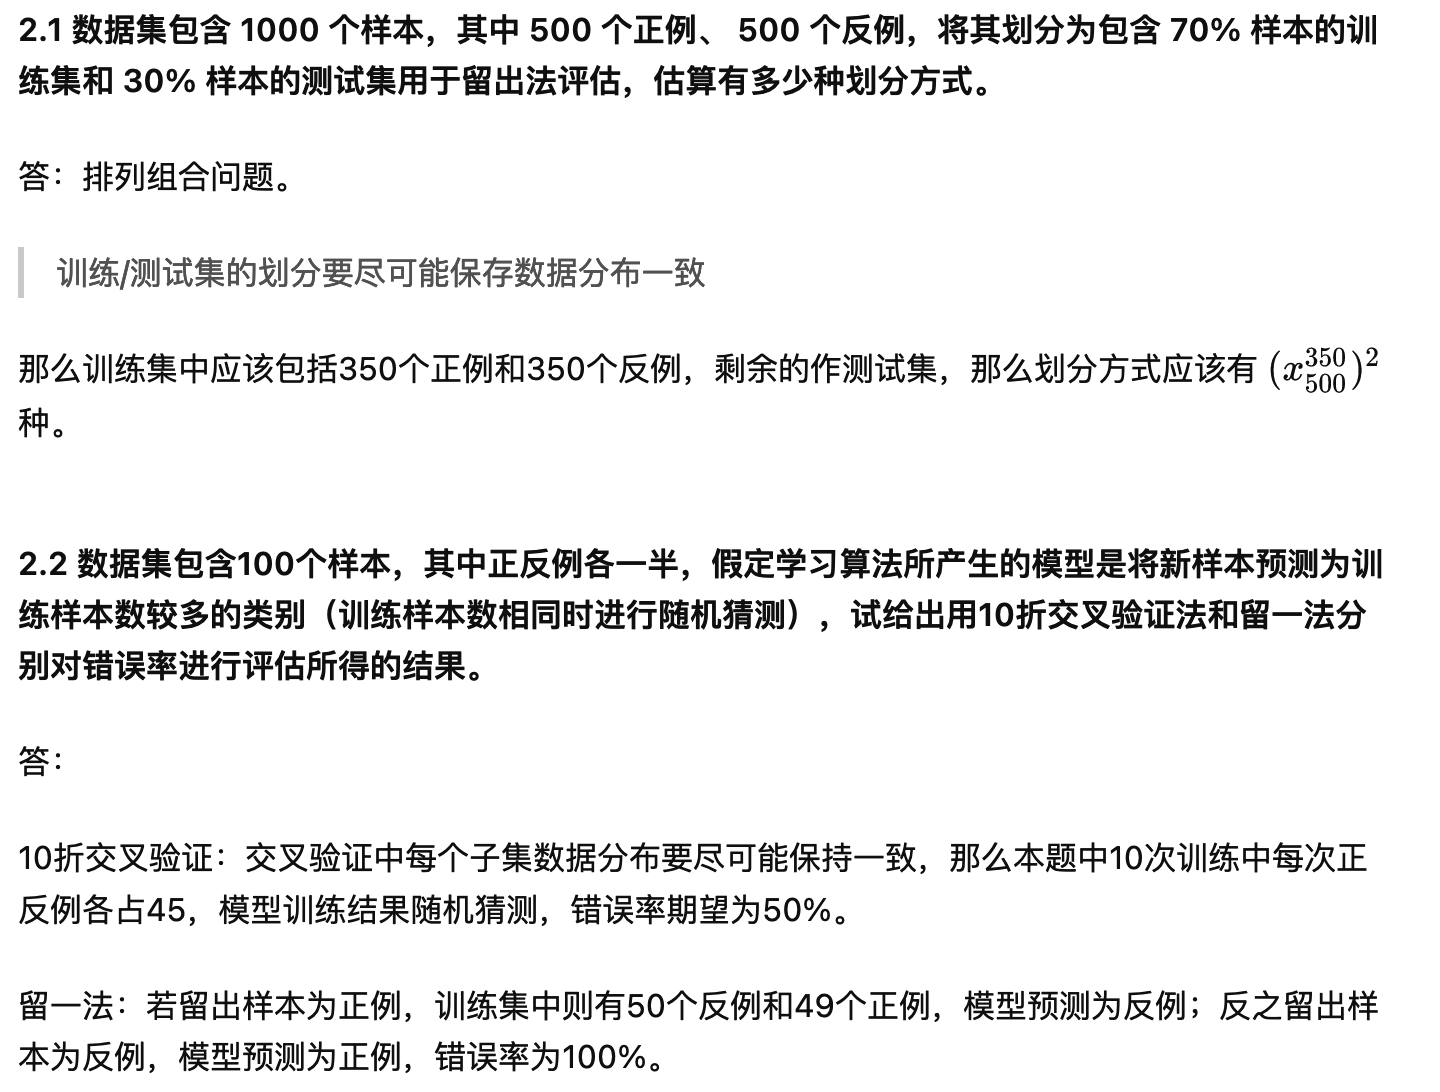 2.1 数据集包含 1000 个样本，其中 500 个正例、 500 个反例，将其划分为包含 70% 样本的训
练集和 30% 样本的测试集用于留出法评估，估算有多少种划分方式。
答：排列组合问题。
训练/测试集的划分要尽可能保存数据分布一致
那么训练集中应该包括350个正例和350个反例，剩余的作测试集，那么划分方式应该有 $(x_{500}^{350})^2$
种。
2.2 数据集包含100个样本，其中正反例各一半，假定学习算法所产生的模型是将新样本预测为训
练样本数较多的类别（训练样本数相同时进行随机猜测），试给出用10折交叉验证法和留一法分
别对错误率进行评估所得的结果。
答：
10折交叉验证：交叉验证中每个子集数据分布要尽可能保持一致，那么本题中10次训练中每次正
反例各占45，模型训练结果随机猜测，错误率期望为50%。
留一法：若留出样本为正例，训练集中则有50个反例和49个正例，模型预测为反例；反之留出样
本为反例，模型预测为正例，错误率为100%。